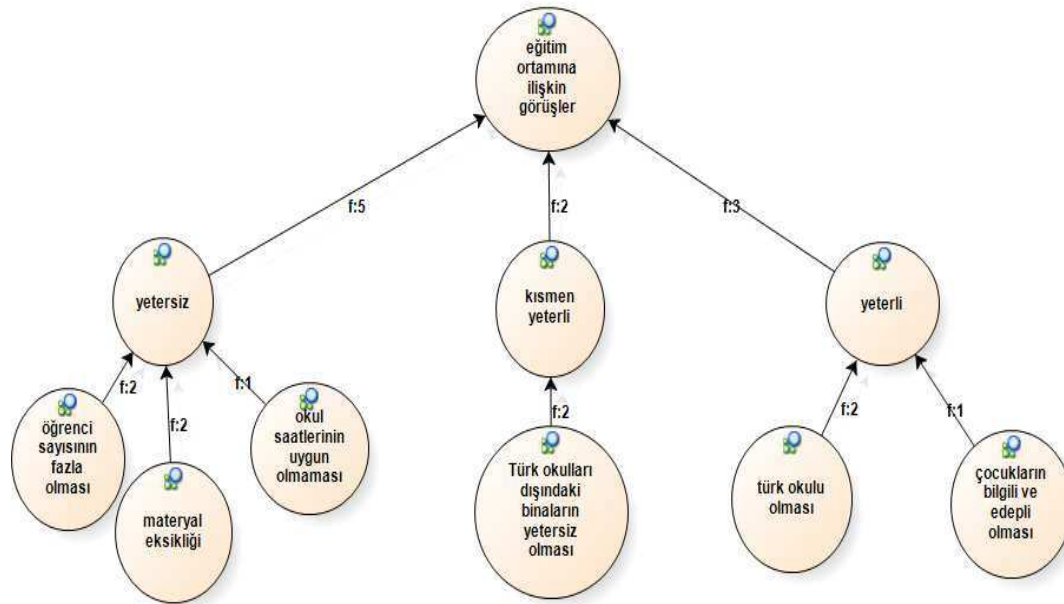 eğitim
ortamına
ilişkin
görüşler
f:5
f:2
f:3
yetersiz
kısmen
yeterli
yeterli
f:2
f:2
f:1
f:2
f:2
f:1
öğrenci
sayısının
fazla
olması
materyal
eksikliği
okul
saatlerinin
uygun
olmaması
Türk okulları
dışındaki
binaların
yetersiz
olması
türk okulu
olması
çocukların
bilgili ve
edepli
olması